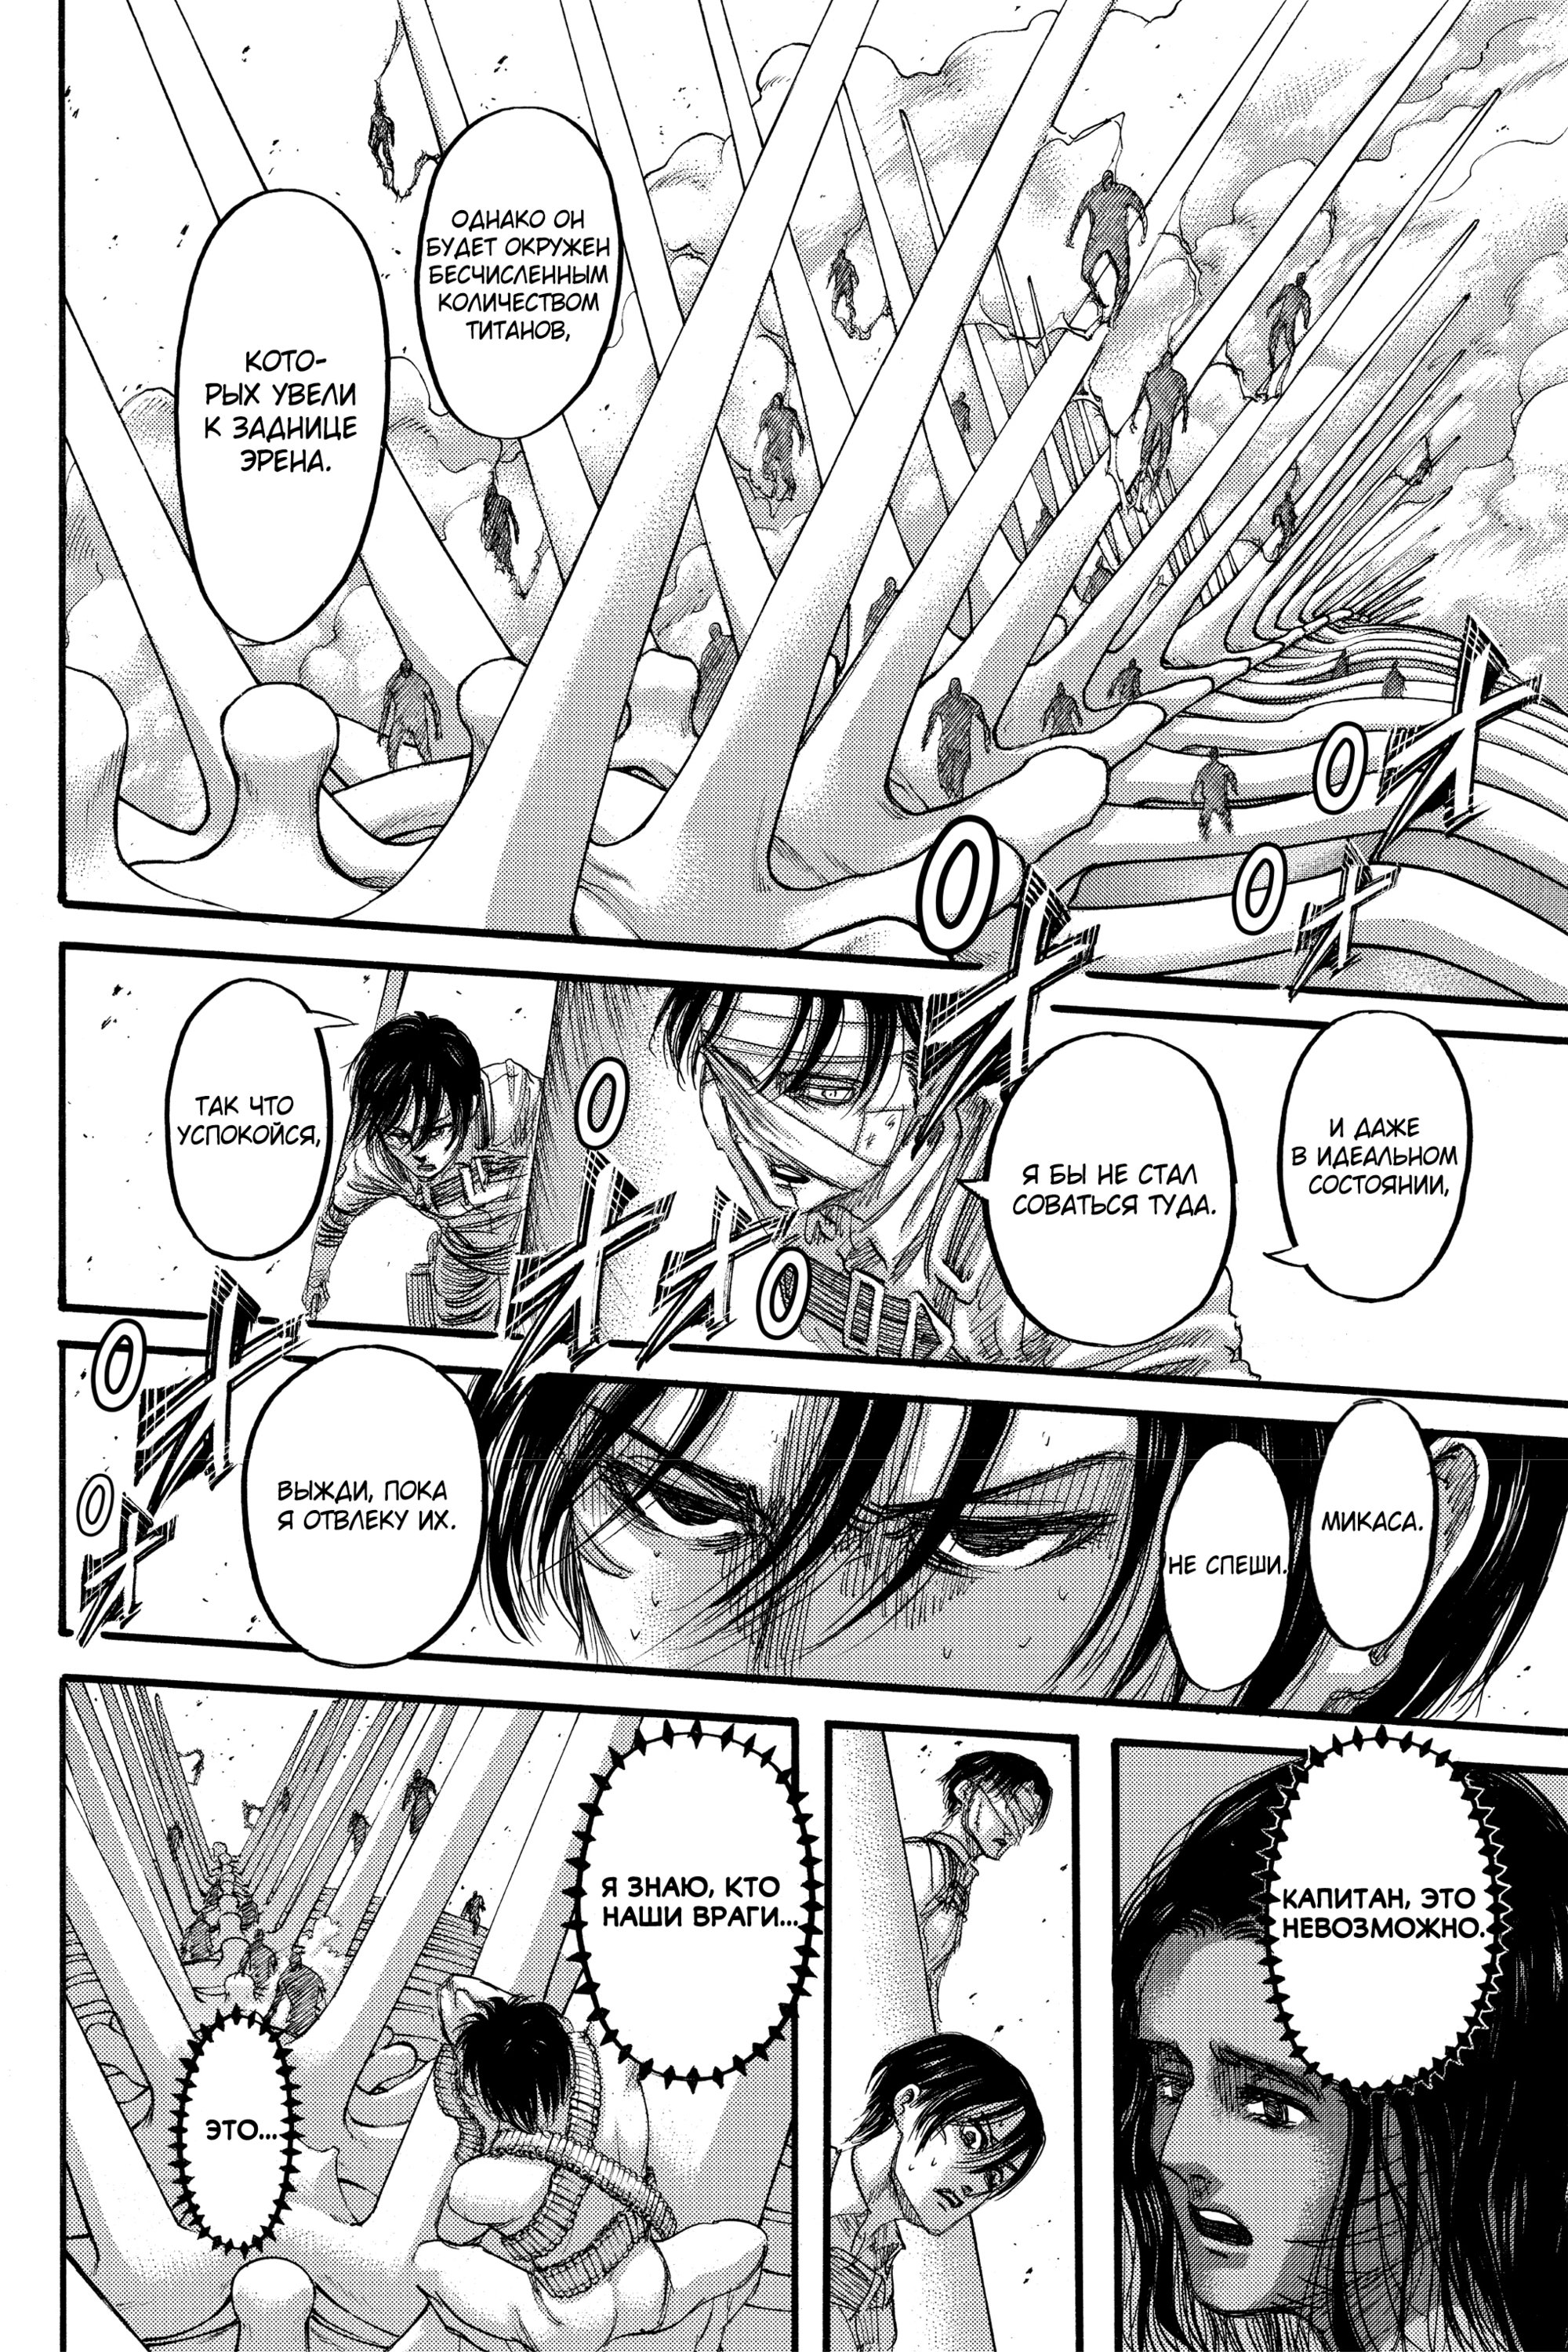 ОДНАКО ОН
БУДЕТ ОКРУЖЕН
БЕСЧИСЛЕННЫМ
КОЛИЧЕСТВОМ
ТИТАНОВ,
КОТО-
РЫХ УВЕЛИ
К ЗАДНИЦЕ
ЭРЕНА.
И ДАЖЕ
В ИДЕАЛЬНОМ
СОСТОЯНИИ,
Я БЫ НЕ СТАЛ
СОВАТЬСЯ ТУДА.
ТАК ЧТО
УСПОКОЙСЯ,
МИКАСА.
НЕ СПЕШИ.
ВЫЖДИ, ПОКА
Я ОТВЛЕКУ ИХ.
КАПИТАН, ЭТО
НЕВОЗМОЖНО.
Я ЗНАЮ, КТО
НАШИ ВРАГИ...
ЭТО...